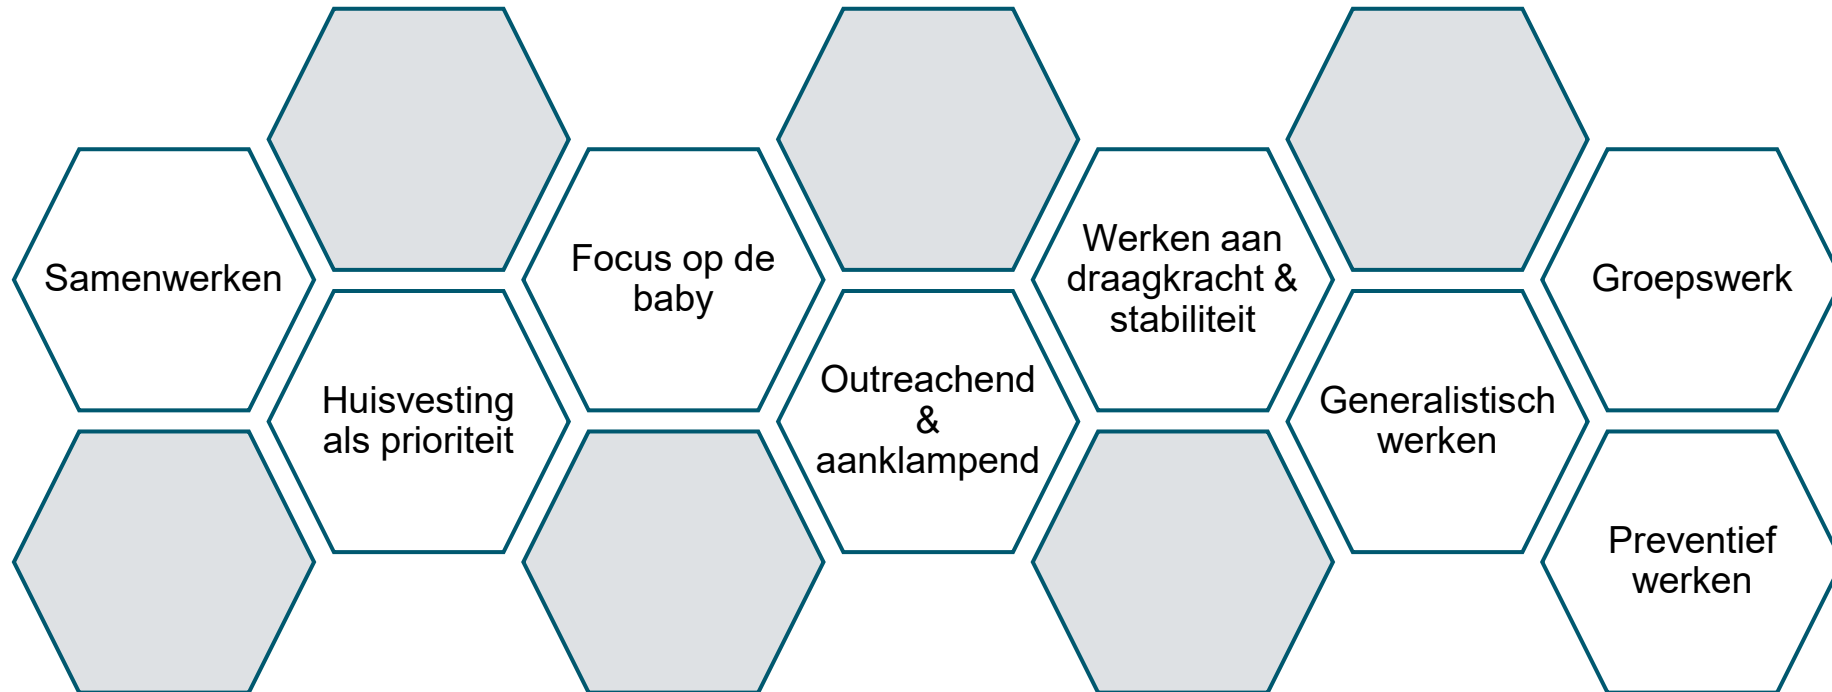 Samenwerken
Huisvesting
als prioriteit
Focus op de
baby
Outreachend
&
aanklampend
Werken aan
draagkracht &
stabiliteit
Generalistisch
werken
Groepswerk
Preventief
werken